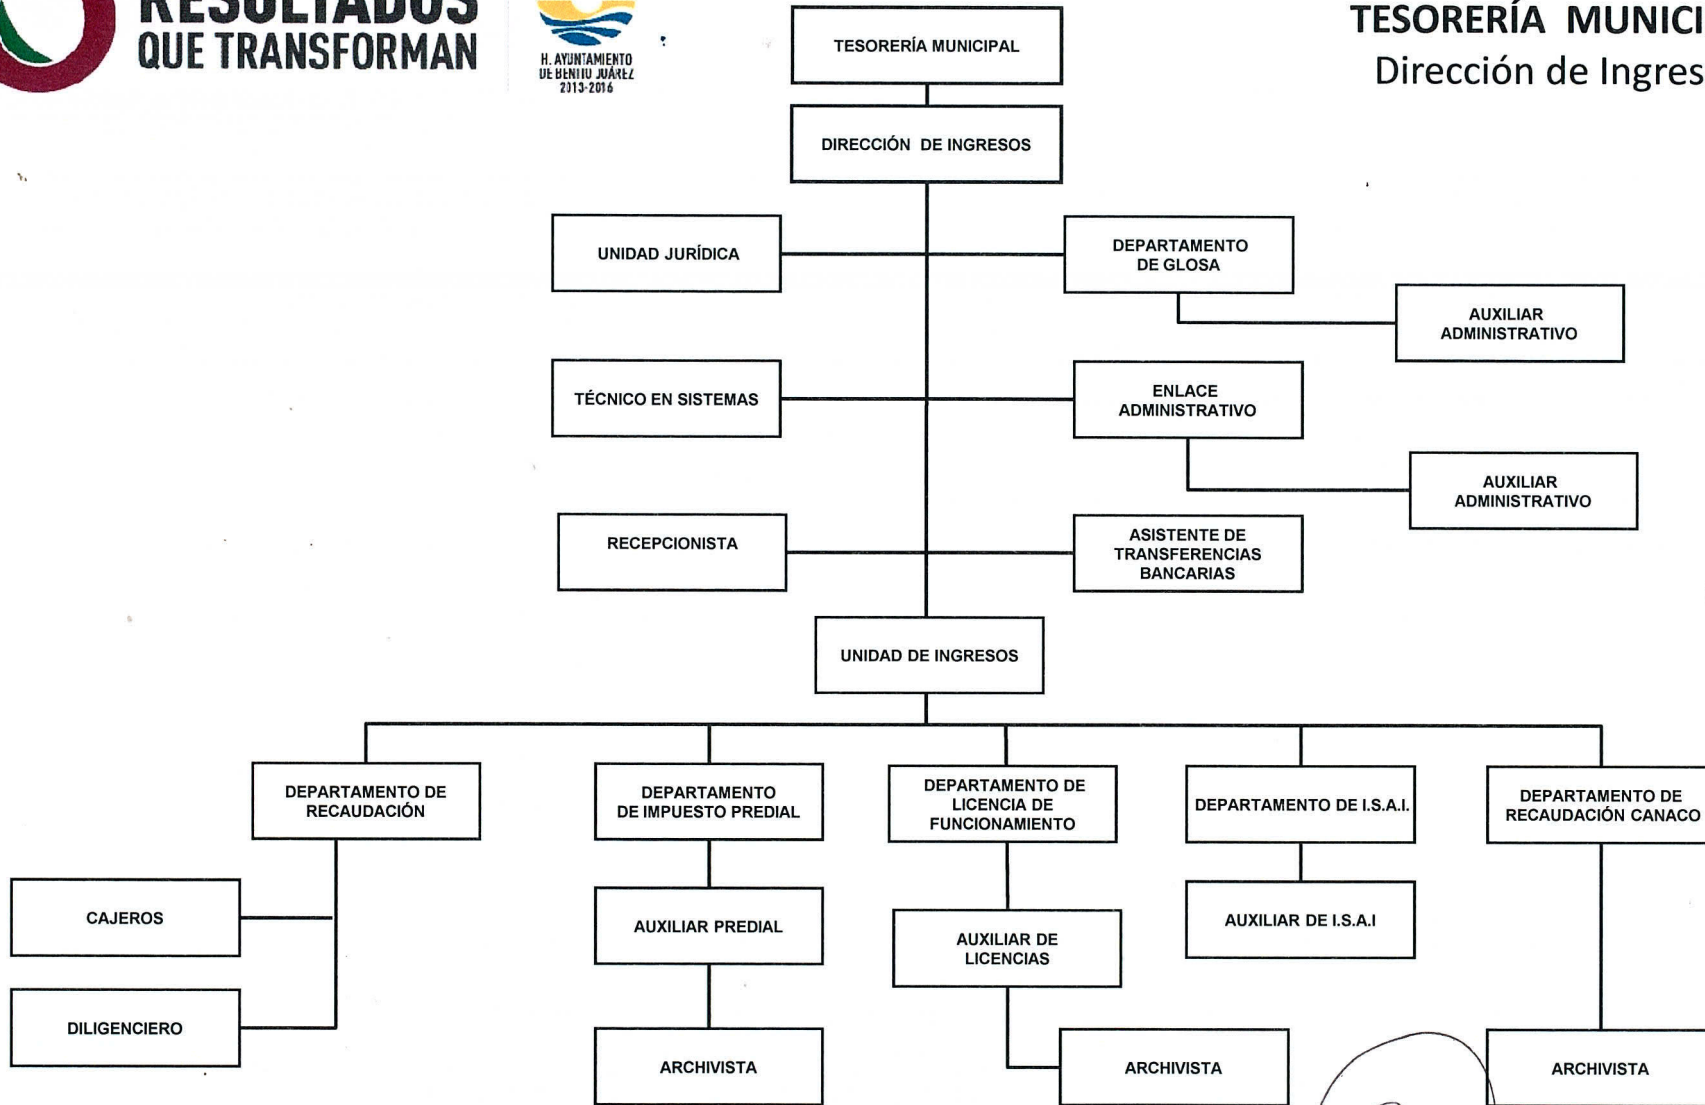 RESULTADOS
QUE TRANSFORMAN
H. AYUNTAMIENTO
DE BENITO JUÁREZ
2013-2016
TESORERÍA MUNICI
Dirección de Ingres
TESORERÍA MUNICIPAL
DIRECCIÓN DE INGRESOS
UNIDAD JURÍDICA
DEPARTAMENTO
DE GLOSA
AUXILIAR
ADMINISTRATIVO
TÉCNICO EN SISTEMAS
ENLACE
ADMINISTRATIVO
AUXILIAR
ADMINISTRATIVO
RECEPCIONISTA
ASISTENTE DE
TRANSFERENCIAS
BANCARIAS
UNIDAD DE INGRESOS
DEPARTAMENTO DE
RECAUDACIÓN
DEPARTAMENTO
DE IMPUESTO PREDIAL
DEPARTAMENTO DE
LICENCIA DE
FUNCIONAMIENTO
DEPARTAMENTO DE I.S.A.I.
DEPARTAMENTO DE
RECAUDACIÓN CANACO
CAJEROS
AUXILIAR PREDIAL
AUXILIAR DE
LICENCIAS
AUXILIAR DE I.S.A.I
DILIGENCIERO
ARCHIVISTA
ARCHIVISTA
ARCHIVISTA